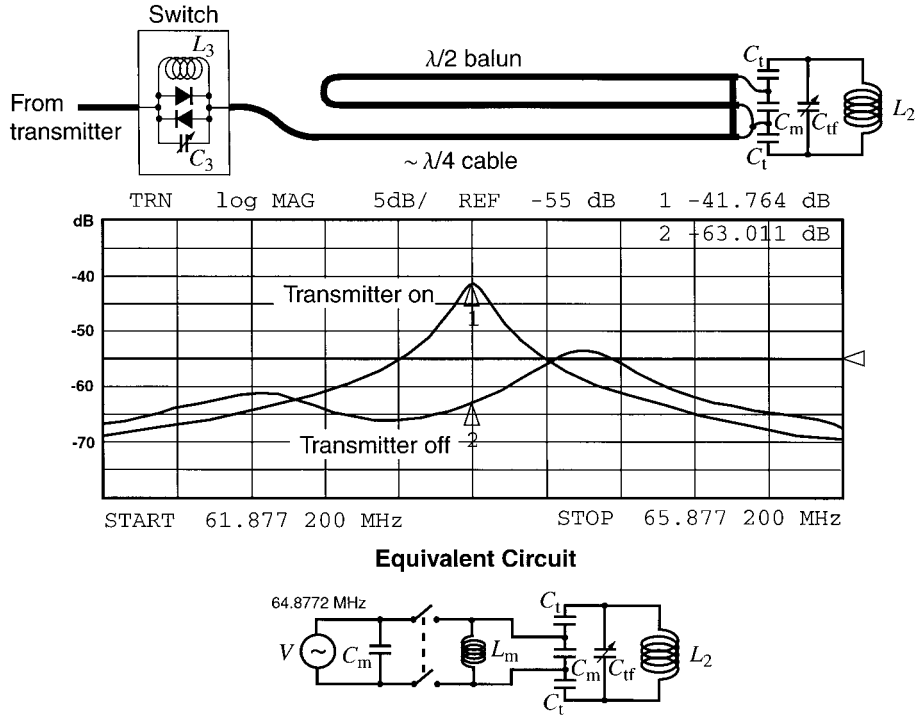 Switch
L3
From transmitter
C3
λ/2 balun
~ λ/4 cable
Ct
Cm
Ctf
L2
Ct
TRN log MAG 5dB/ REF -55 dB 1 -41.764 dB
2 -63.011 dB
dB
-40
Transmitter on
1
-50
-60
Transmitter off
2
-70
START 61.877 200 MHz STOP 65.877 200 MHz
Equivalent Circuit
64.8772 MHz
V
Cm
Lm
Ct
Cm
Ctf
L2
Ct